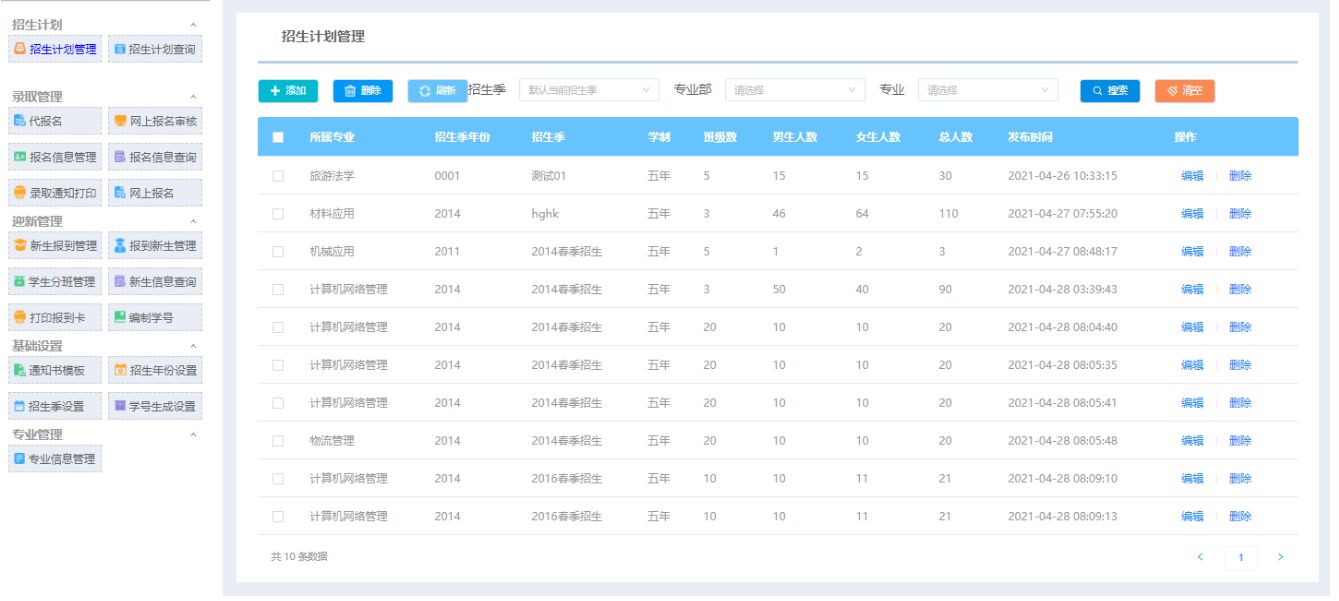 招生计划
招生计划管理 招生计划查询
录取管理
代报名 网上报名审核
报名信息管理 报名信息查询
录取通知打印 网上报名
迎新管理
新生报到管理 报到新生管理
学生分班管理 新生信息查询
打印报到卡 编制学号
基础设置
通知书模板 招生年份设置
招生季设置 学号生成设置
专业管理
专业信息管理
招生计划管理
添加 删除 刷新 招生季 默认当前招生季 专业部 请选择 专业 请选择 搜索 清空
所属专业 招生季年份 招生季 学制 班级数 男生人数 女生人数 总人数 发布时间 操作
旅游法学 0001 测试01 五年 5 15 15 30 2021-04-26 10:33:15 编辑 删除
材料应用 2014 hghk 五年 3 46 64 110 2021-04-27 07:55:20 编辑 删除
机械应用 2011 2014春季招生 五年 5 1 2 3 2021-04-27 08:48:17 编辑 删除
计算机网络管理 2014 2014春季招生 五年 3 50 40 90 2021-04-28 03:39:43 编辑 删除
计算机网络管理 2014 2014春季招生 五年 20 10 10 20 2021-04-28 08:04:40 编辑 删除
计算机网络管理 2014 2014春季招生 五年 20 10 10 20 2021-04-28 08:05:35 编辑 删除
计算机网络管理 2014 2014春季招生 五年 20 10 10 20 2021-04-28 08:05:41 编辑 删除
物流管理 2014 2014春季招生 五年 20 10 10 20 2021-04-28 08:05:48 编辑 删除
计算机网络管理 2014 2016春季招生 五年 10 10 11 21 2021-04-28 08:09:10 编辑 删除
计算机网络管理 2014 2016春季招生 五年 10 10 11 21 2021-04-28 08:09:13 编辑 删除
共 10 条数据 < 1 >